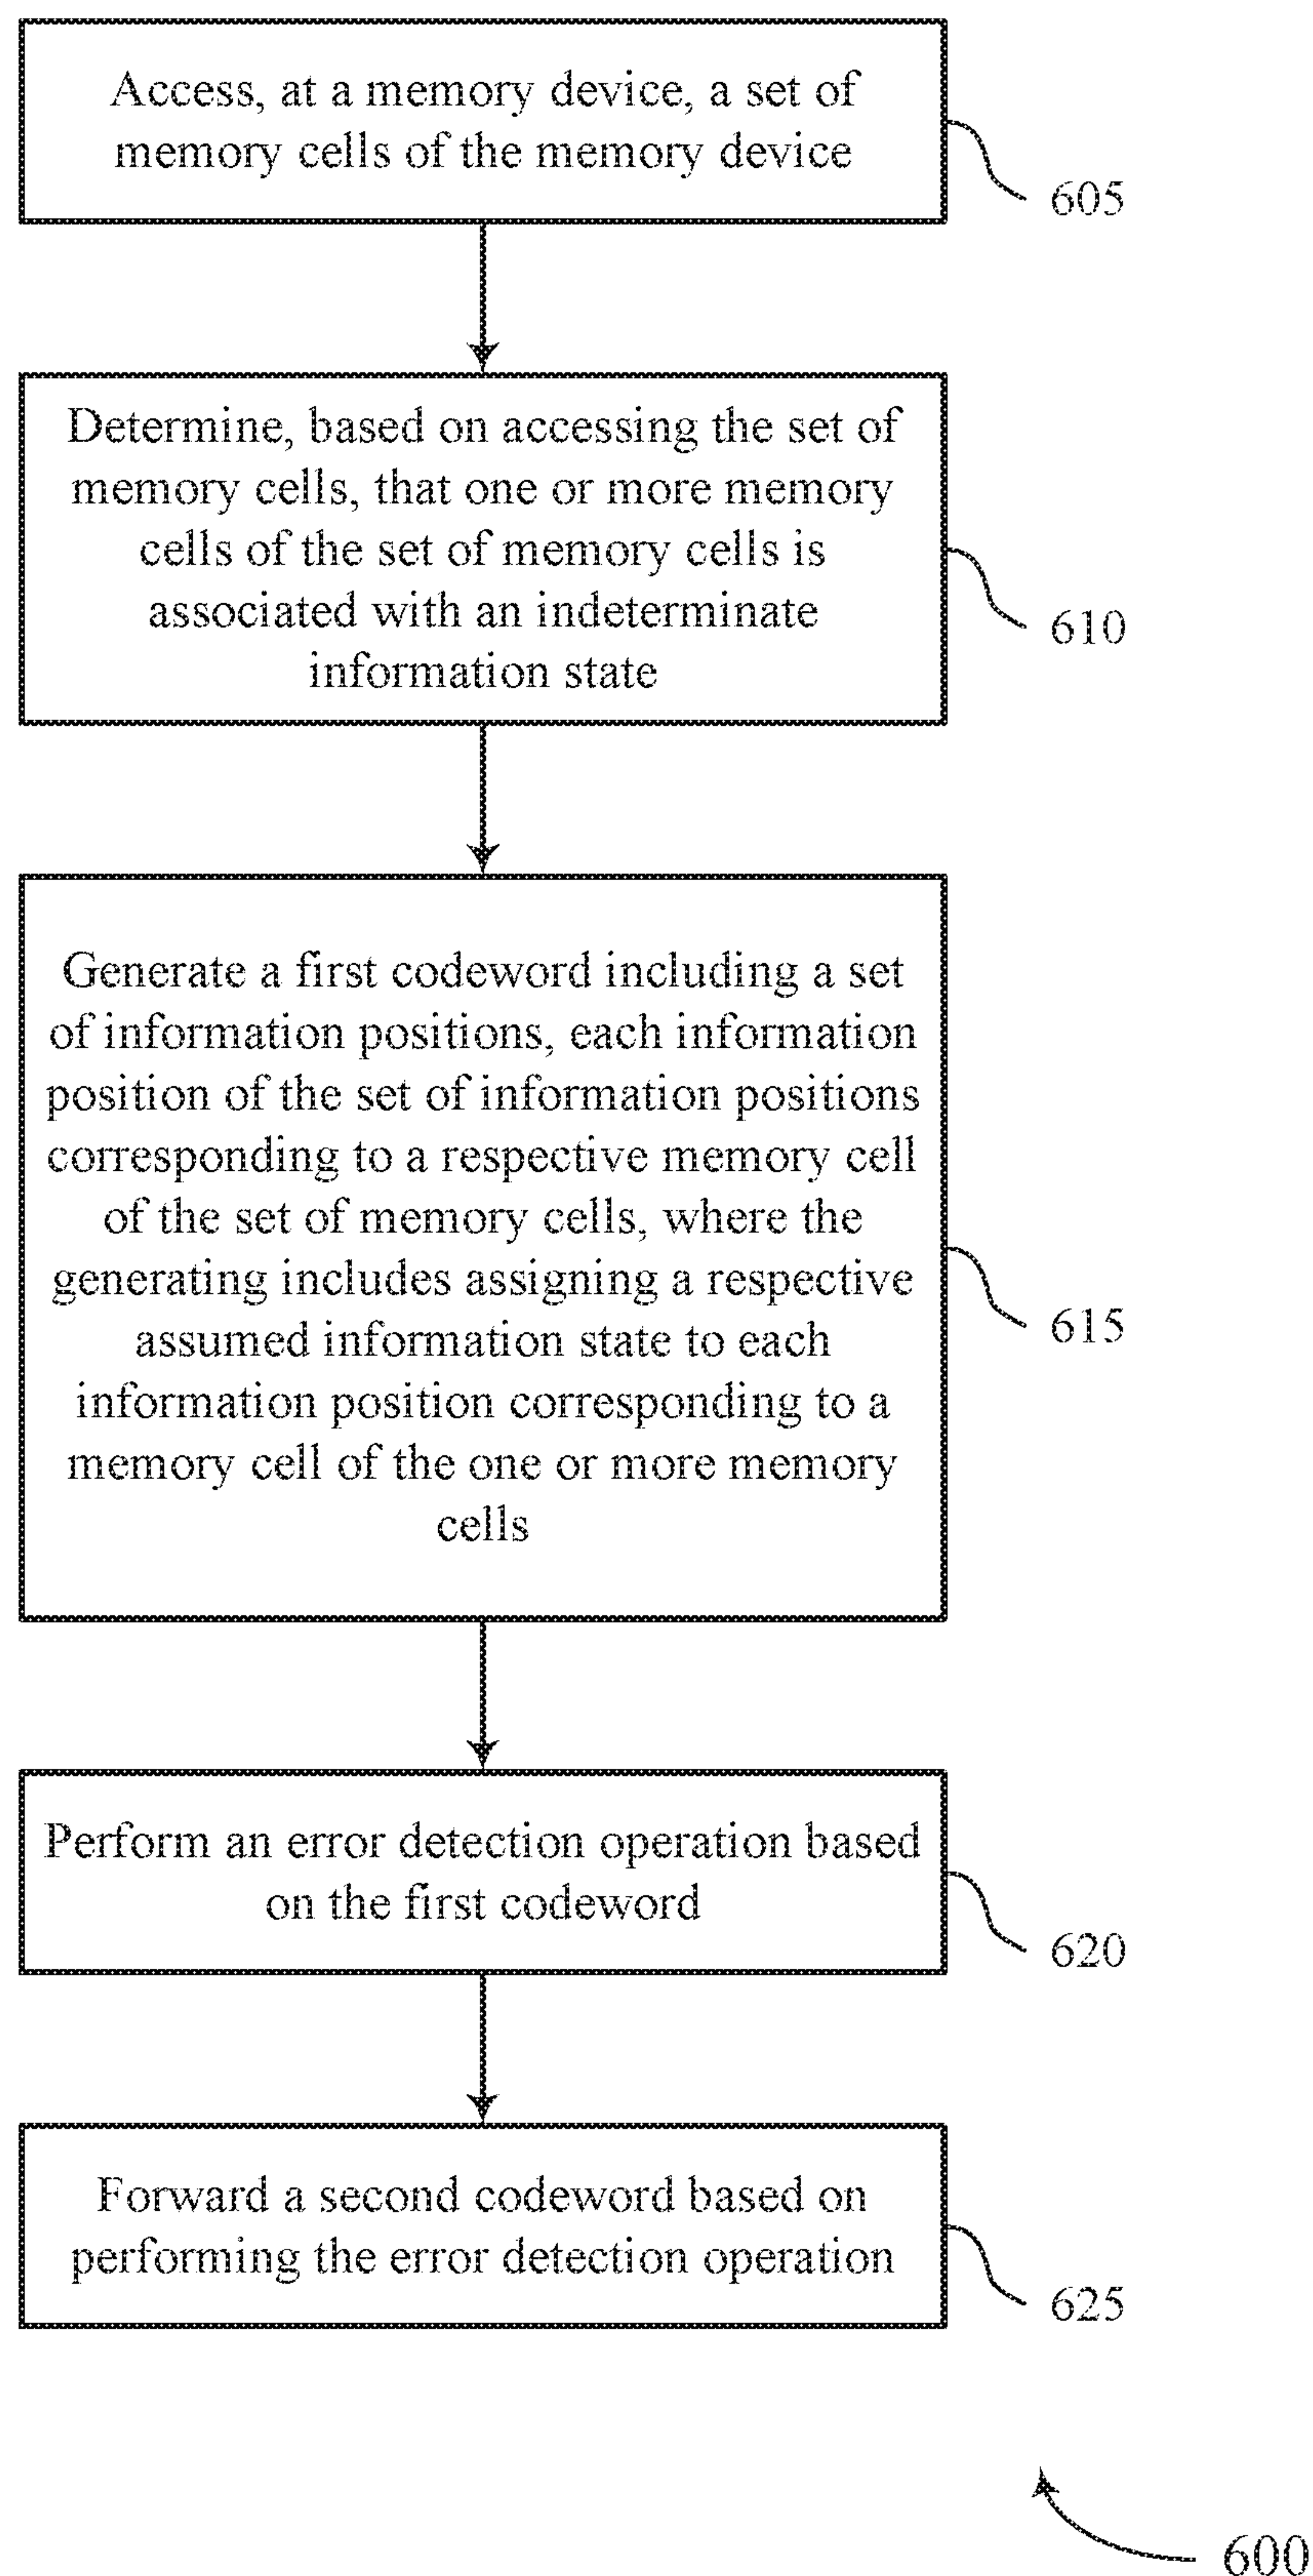 Access, at a memory device, a set of
memory cells of the memory device
605
Determine, based on accessing the set of
memory cells, that one or more memory
cells of the set of memory cells is
associated with an indeterminate
information state
610
Generate a first codeword including a set
of information positions, each information
position of the set of information positions
corresponding to a respective memory cell
of the set of memory cells, where the
generating includes assigning a respective
assumed information state to each
information position corresponding to a
memory cell of the one or more memory
cells
615
Perform an error detection operation based
on the first codeword
620
Forward a second codeword based on
performing the error detection operation
625
600